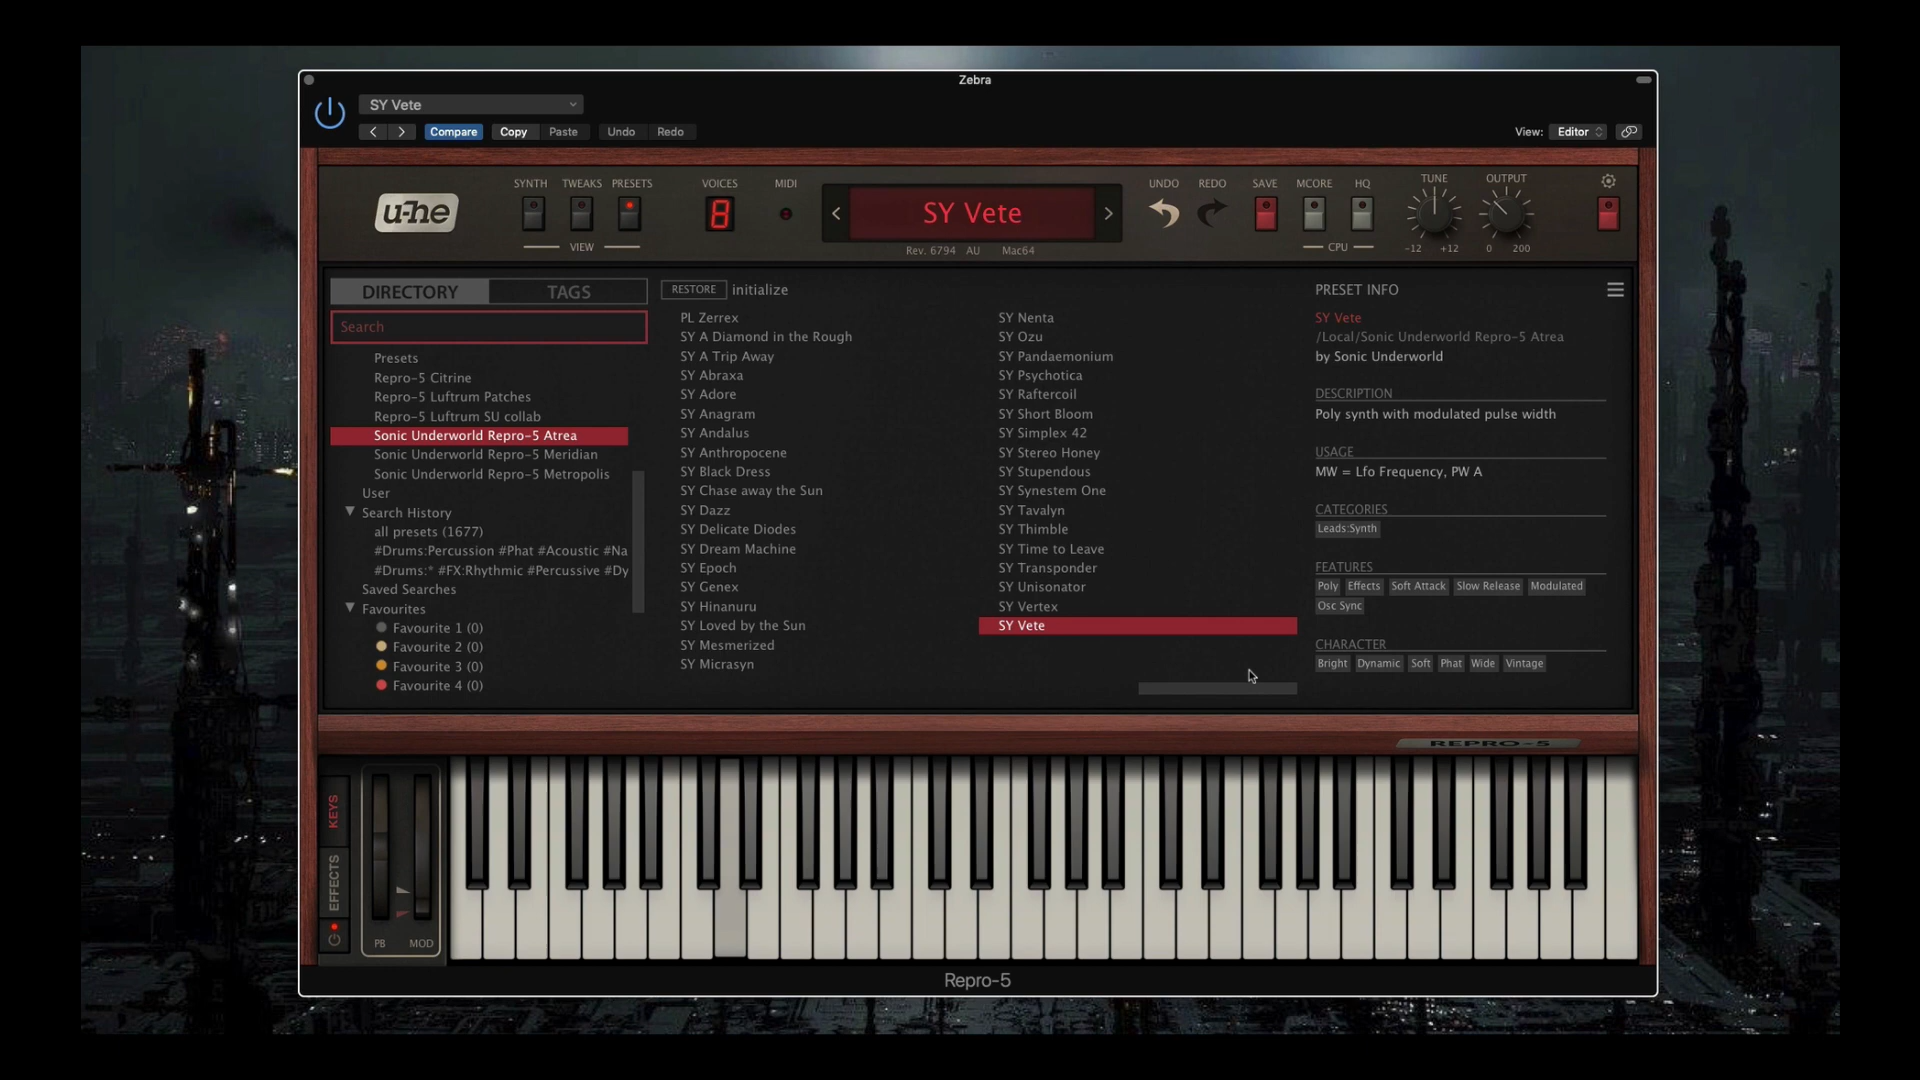 Zebra
SY Vete
Compare Copy Paste Undo Redo
View: Editor
u-he
SYNTH TWEAKS PRESETS
VIEW
VOICES
8
MIDI
SY Vete
Rev. 6794 AU Mac64
UNDO REDO SAVE MCORE HQ
CPU
TUNE
-12 +12
OUTPUT
0 200
DIRECTORY TAGS
Search
Presets
Repro-5 Citrine
Repro-5 Luftrum Patches
Repro-5 Luftrum SU collab
Sonic Underworld Repro-5 Atrea
Sonic Underworld Repro-5 Meridian
Sonic Underworld Repro-5 Metropolis
User
Search History
all presets (1677)
#Drums:Percussion #Phat #Acoustic #Na
#Drums:* #FX:Rhythmic #Percussive #Dy
Saved Searches
Favourites
Favourite 1 (0)
Favourite 2 (0)
Favourite 3 (0)
Favourite 4 (0)
RESTORE initialize
PL Zerrex
SY A Diamond in the Rough
SY A Trip Away
SY Abraxa
SY Adore
SY Anagram
SY Andalus
SY Anthropocene
SY Black Dress
SY Chase away the Sun
SY Dazz
SY Delicate Diodes
SY Dream Machine
SY Epoch
SY Genex
SY Hinanuru
SY Loved by the Sun
SY Mesmerized
SY Micrasyn
SY Nenta
SY Ozu
SY Pandaemonium
SY Psychotica
SY Raftercoil
SY Short Bloom
SY Simplex 42
SY Stereo Honey
SY Stupendous
SY Synestem One
SY Tavalyn
SY Thimble
SY Time to Leave
SY Transponder
SY Unisonator
SY Vertex
SY Vete
PRESET INFO
SY Vete
/Local/Sonic Underworld Repro-5 Atrea
by Sonic Underworld
DESCRIPTION
Poly synth with modulated pulse width
USAGE
MW = Lfo Frequency, PW A
CATEGORIES
Leads:Synth
FEATURES
Poly Effects Soft Attack Slow Release Modulated
Osc Sync
CHARACTER
Bright Dynamic Soft Phat Wide Vintage
REPRO-5
KEYS
EFFECTS
PB MOD
Repro-5